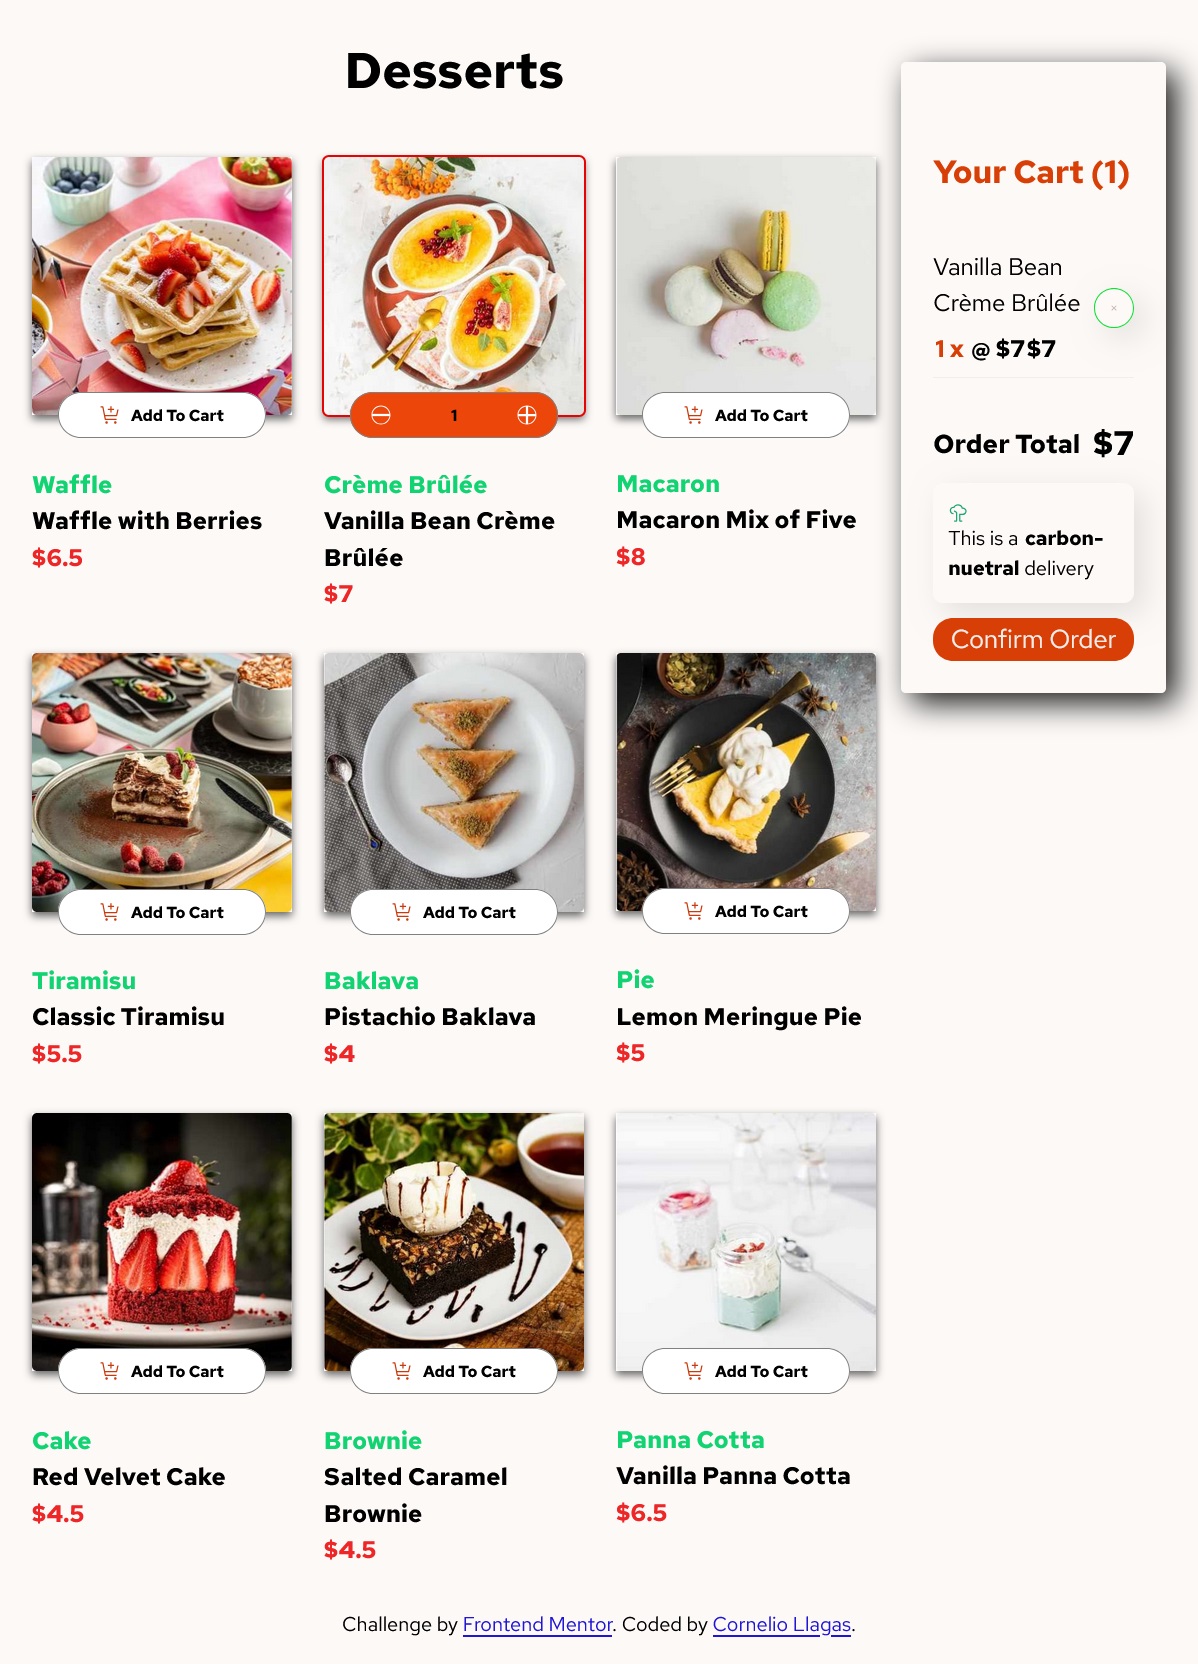 Desserts
Add To Cart
Waffle
Waffle with Berries
$6.5
1
Crème Brûlée
Vanilla Bean Crème
Brûlée
$7
Add To Cart
Macaron
Macaron Mix of Five
$8
Add To Cart
Tiramisu
Classic Tiramisu
$5.5
Add To Cart
Baklava
Pistachio Baklava
$4
Add To Cart
Pie
Lemon Meringue Pie
$5
Add To Cart
Cake
Red Velvet Cake
$4.5
Add To Cart
Brownie
Salted Caramel
Brownie
$4.5
Add To Cart
Panna Cotta
Vanilla Panna Cotta
$6.5
Your Cart (1)
Vanilla Bean
Crème Brûlée
1 x @ $7$7
Order Total $7
This is a carbon-
nuetral delivery
Confirm Order
Challenge by Frontend Mentor. Coded by Cornelio Llagas.